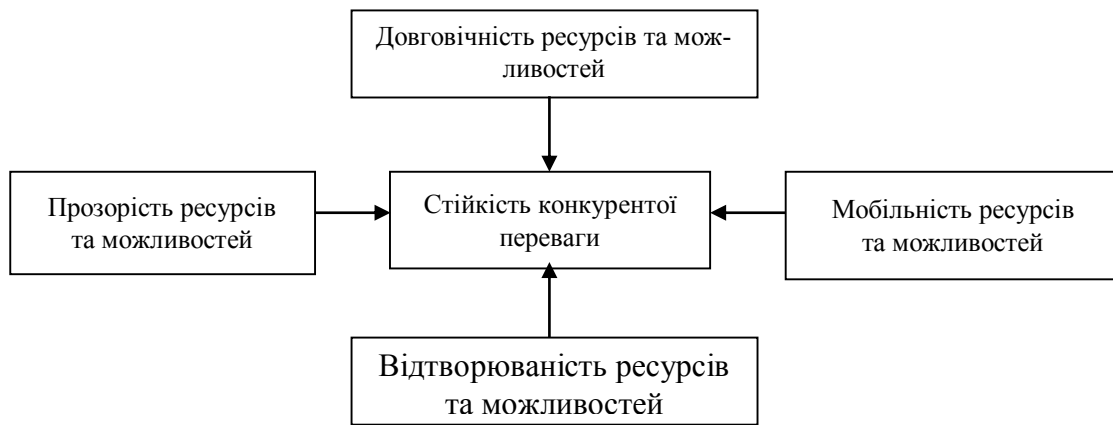 Довговічність ресурсів та мож-
ливостей
Прозорість ресурсів
та можливостей
Стійкість конкурентої
переваги
Мобільність ресурсів
та можливостей
Відтворюваність ресурсів
та можливостей